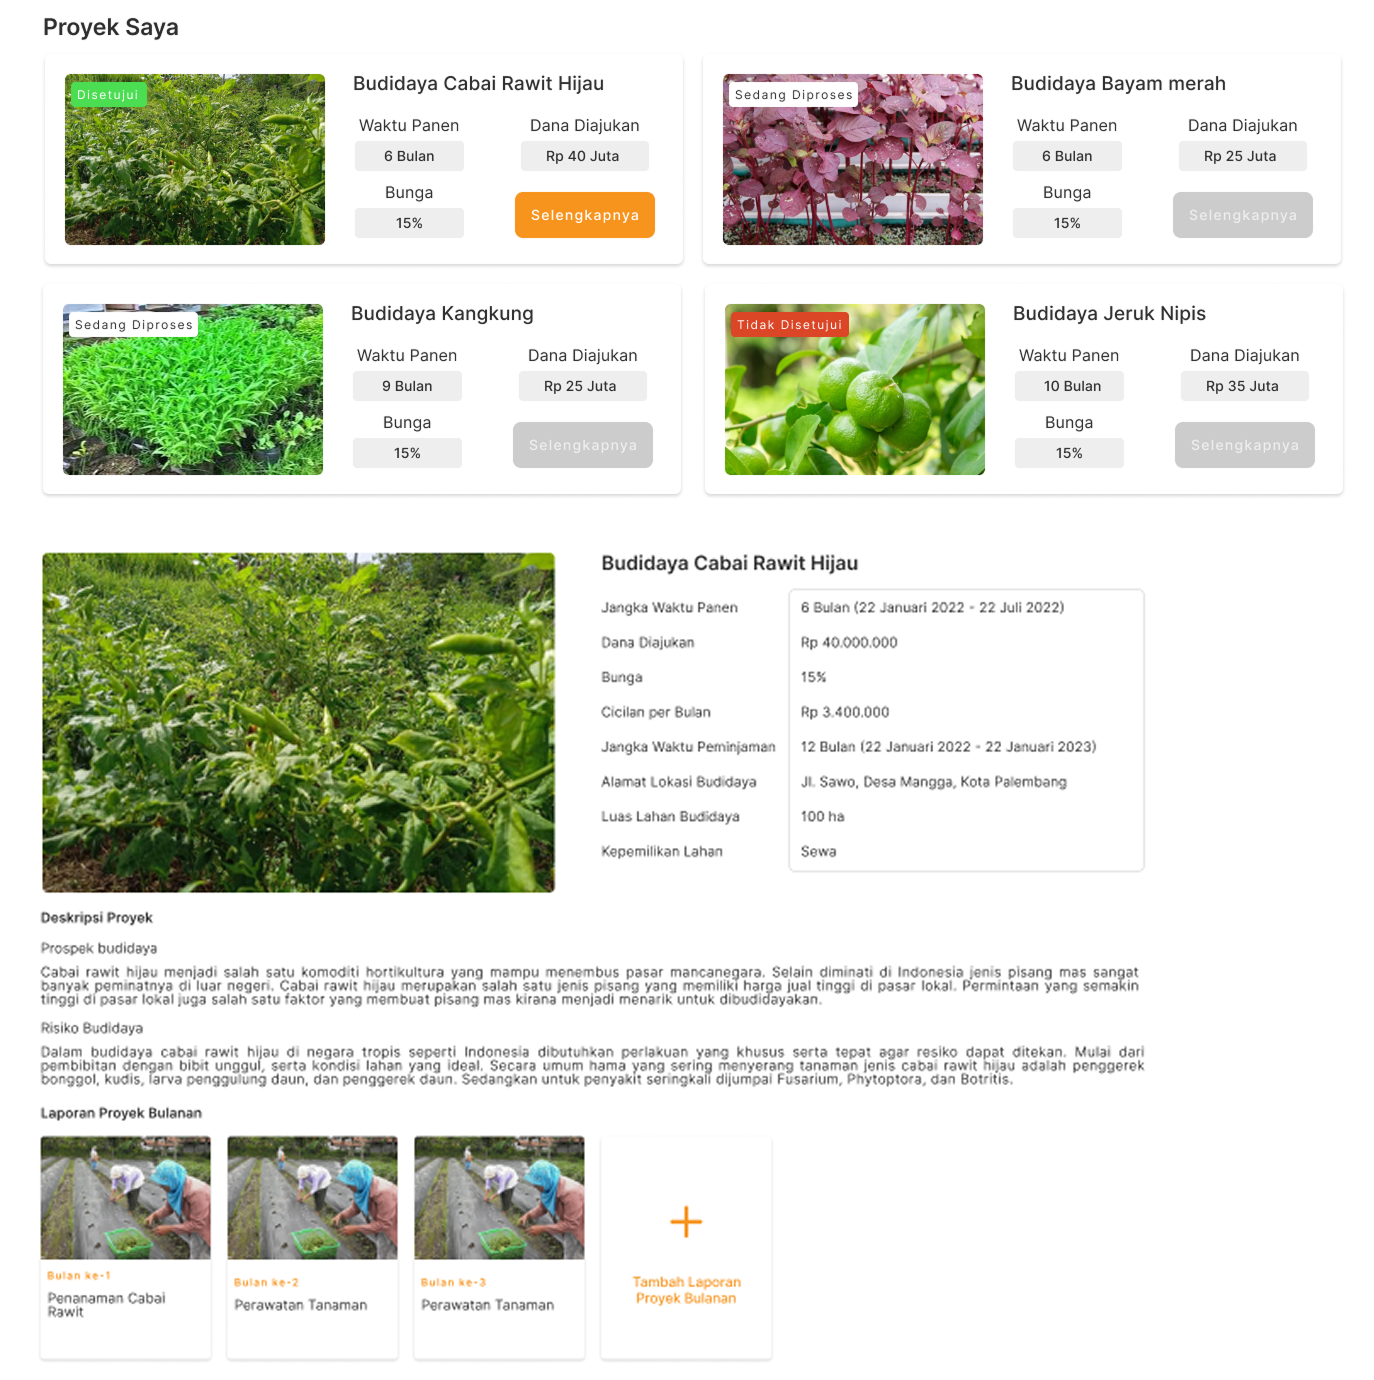 Proyek Saya
Disetujui
Budidaya Cabai Rawit Hijau
Waktu Panen
Dana Diajukan
6 Bulan
Rp 40 Juta
Bunga
15%
Selengkapnya
Sedang Diproses
Budidaya Bayam merah
Waktu Panen
Dana Diajukan
6 Bulan
Rp 25 Juta
Bunga
15%
Selengkapnya
Sedang Diproses
Budidaya Kangkung
Waktu Panen
Dana Diajukan
9 Bulan
Rp 25 Juta
Bunga
15%
Selengkapnya
Tidak Disetujui
Budidaya Jeruk Nipis
Waktu Panen
Dana Diajukan
10 Bulan
Rp 35 Juta
Bunga
15%
Selengkapnya
Budidaya Cabai Rawit Hijau
Jangka Waktu Panen 6 Bulan (22 Januari 2022 - 22 Juli 2022)
Dana Diajukan Rp 40.000.000
Bunga 15%
Cicilan per Bulan Rp 3.400.000
Jangka Waktu Peminjaman 12 Bulan (22 Januari 2022 - 22 Januari 2023)
Alamat Lokasi Budidaya Jl. Sawo, Desa Mangga, Kota Palembang
Luas Lahan Budidaya 100 ha
Kepemilikan Lahan Sewa
Deskripsi Proyek
Prospek budidaya
Cabai rawit hijau menjadi salah satu komoditi hortikultura yang mampu menembus pasar mancanegara. Selain diminati di Indonesia jenis pisang mas sangat
banyak peminatnya di luar negeri. Cabai rawit hijau merupakan salah satu jenis pisang yang memiliki harga jual tinggi di pasar lokal. Permintaan yang semakin
tinggi di pasar lokal juga salah satu faktor yang membuat pisang mas kirana menjadi menarik untuk dibudidayakan.
Risiko Budidaya
Dalam budidaya cabai rawit hijau di negara tropis seperti Indonesia dibutuhkan perlakuan yang khusus serta tepat agar resiko dapat ditekan. Mulai dari
pembibitan dengan bibit unggul, serta kondisi lahan yang ideal. Secara umum hama yang sering menyerang tanaman jenis cabai rawit hijau adalah penggerek
bonggol, kudis, larva penggulung daun, dan penggerek daun. Sedangkan untuk penyakit seringkali dijumpai Fusarium, Phytoptora, dan Botritis.
Laporan Proyek Bulanan
Bulan ke-1
Penanaman Cabai
Rawit
Bulan ke-2
Perawatan Tanaman
Bulan ke-3
Perawatan Tanaman
Tambah Laporan
Proyek Bulanan